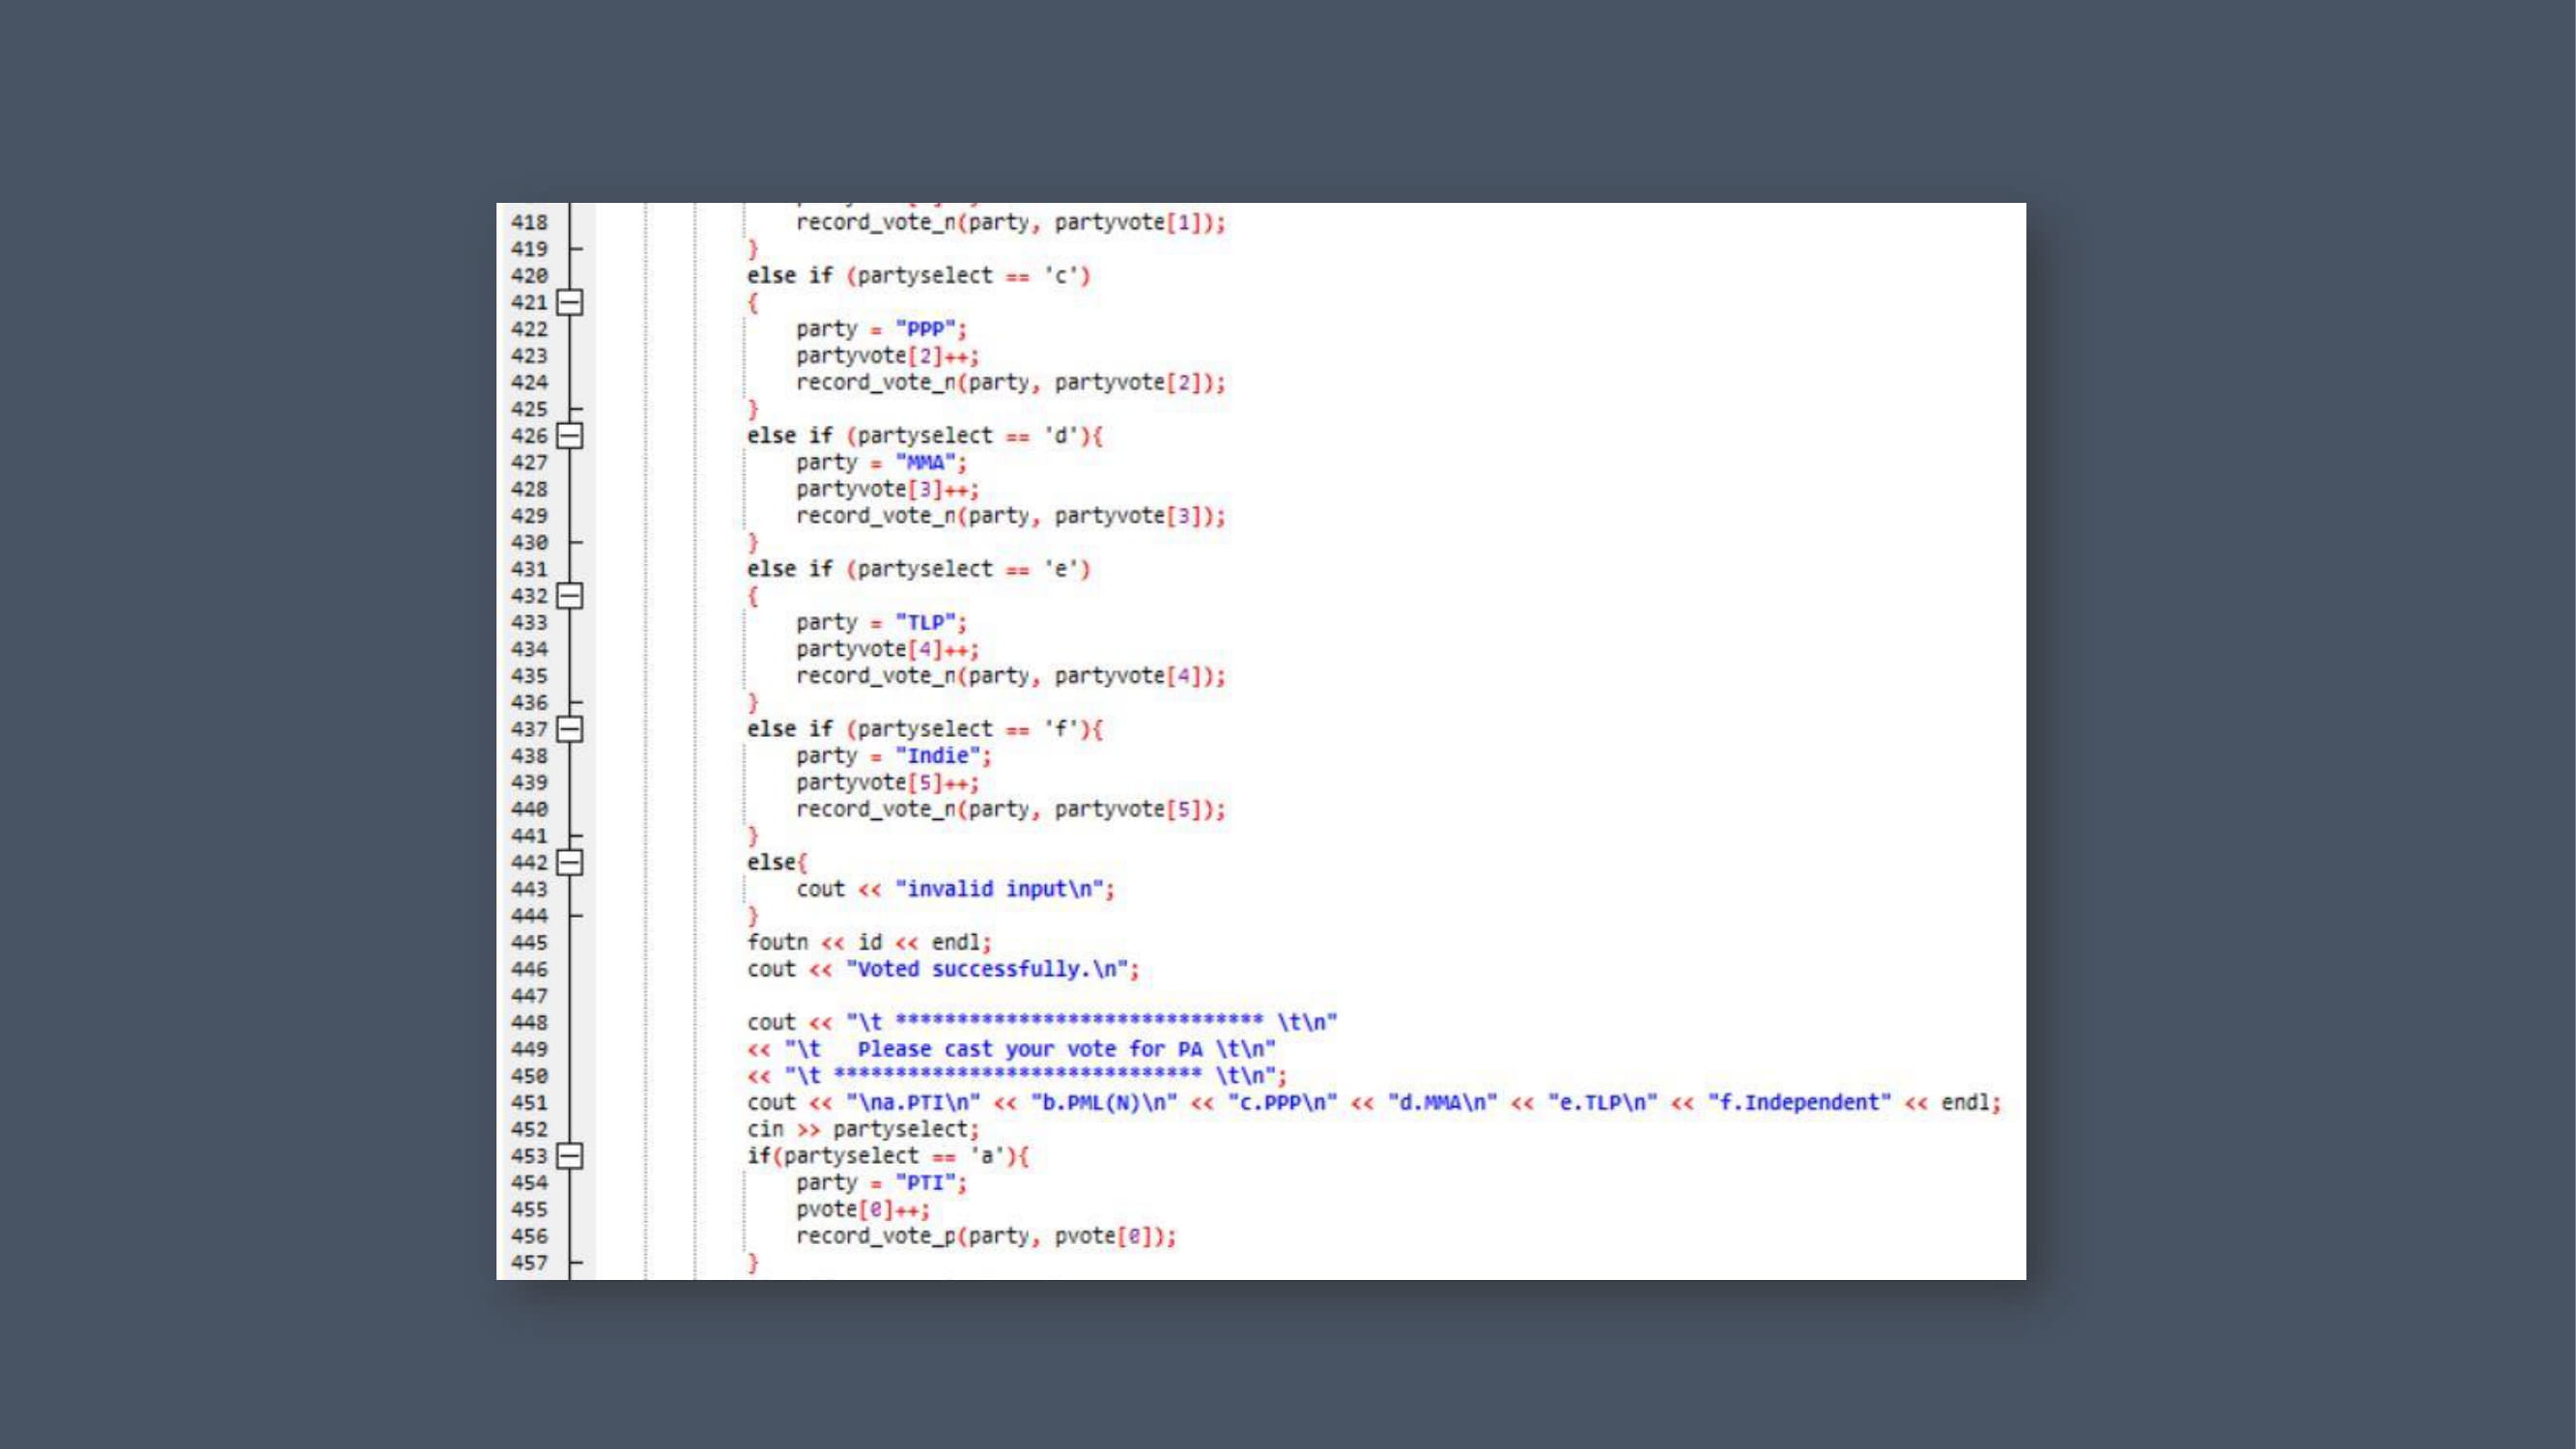 418 record_vote_n(party, partyvote[1]);
419 }
420 else if (partyselect == 'c')
421 {
422 party = "PPP";
423 partyvote[2]++;
424 record_vote_n(party, partyvote[2]);
425 }
426 else if (partyselect == 'd'){
427 party = "MMA";
428 partyvote[3]++;
429 record_vote_n(party, partyvote[3]);
430 }
431 else if (partyselect == 'e')
432 {
433 party = "TLP";
434 partyvote[4]++;
435 record_vote_n(party, partyvote[4]);
436 }
437 else if (partyselect == 'f'){
438 party = "Indie";
439 partyvote[5]++;
440 record_vote_n(party, partyvote[5]);
441 }
442 else{
443 cout << "invalid input\n";
444 }
445 foutn << id << endl;
446 cout << "Voted successfully.\n";
447
448 cout << "\t ****************************** \t\n"
449 << "\t   Please cast your vote for PA \t\n"
450 << "\t ****************************** \t\n";
451 cout << "\na.PTI\n" << "b.PML(N)\n" << "c.PPP\n" << "d.MMA\n" << "e.TLP\n" << "f.Independent" << endl;
452 cin >> partyselect;
453 if(partyselect == 'a'){
454 party = "PTI";
455 pvote[0]++;
456 record_vote_p(party, pvote[0]);
457 }